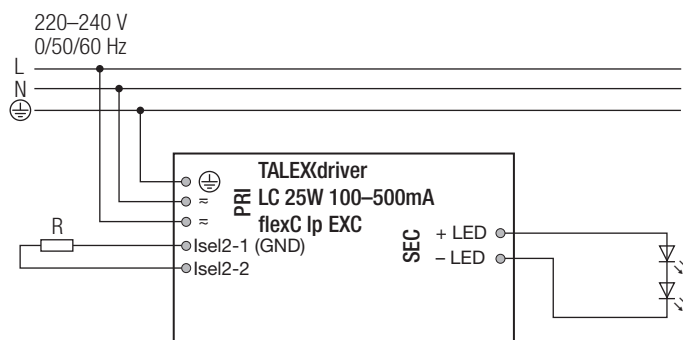 220–240 V
0/50/60 Hz
L
N
TALEXXdriver
PRI
LC 25W 100–500mA
flexC lp EXC
≂
≂
R
Isel2-1 (GND)
Isel2-2
SEC
+ LED
– LED